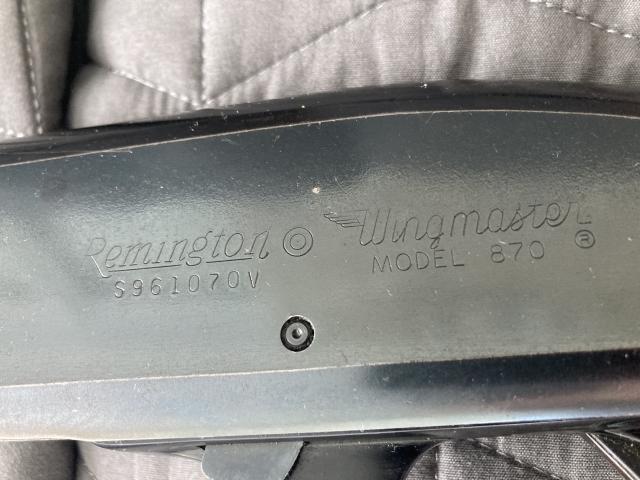 Remington
S961070V
Wingmaster
MODEL 870 ®